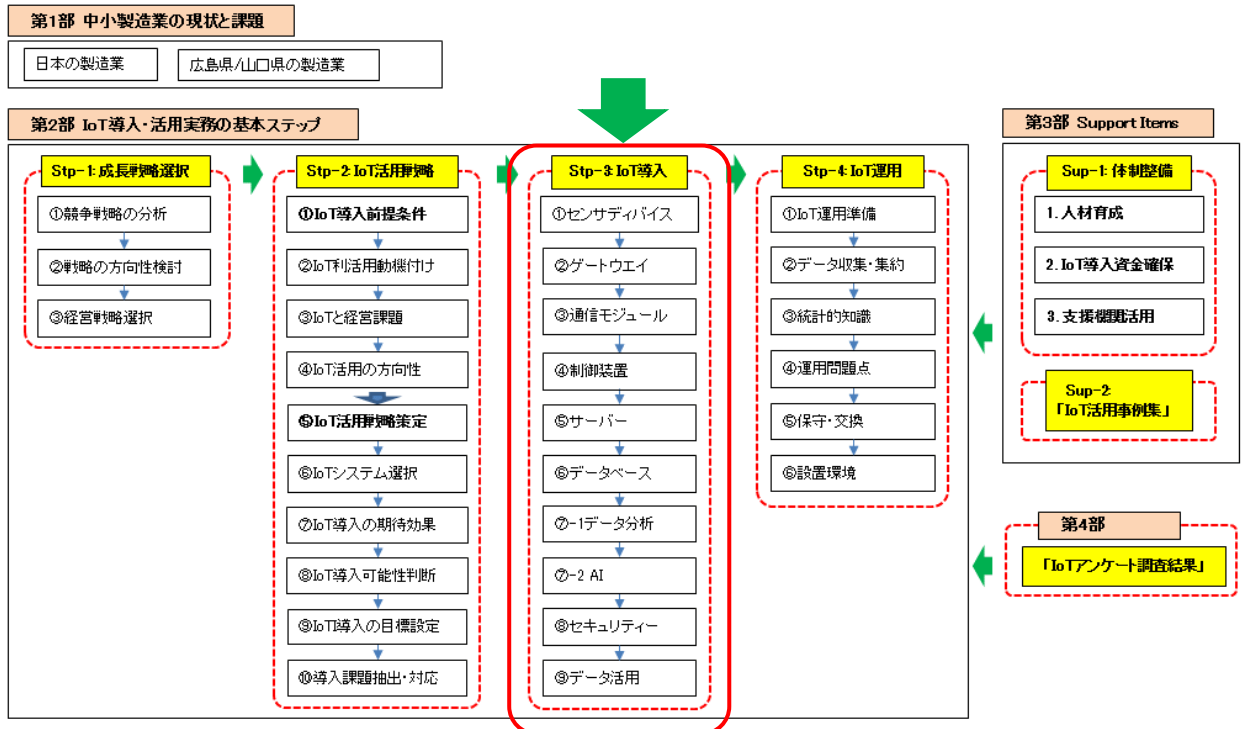 第1部 中小製造業の現状と課題
日本の製造業
広島県/山口県の製造業
第2部 IoT導入・活用実務の基本ステップ
Stp-1:成長戦略選択
①競争戦略の分析
②戦略の方向性検討
③経営戦略選択
Stp-2:IoT活用戦略
①IoT導入前提条件
②IoT利活用動機付け
③IoTと経営課題
④IoT活用の方向性
⑤IoT活用戦略策定
⑥IoTシステム選択
⑦IoT導入の期待効果
⑧IoT導入可能性判断
⑨IoTI導入の目標設定
⑩導入課題抽出・対応
Stp-3:IoT導入
①センサデバイス
②ゲートウエイ
③通信モジュール
④制御装置
⑤サーバー
⑥データベース
⑦-1データ分析
⑦-2 AI
⑧セキュリティー
⑨データ活用
Stp-4:IoT運用
①IoT運用準備
②データ収集・集約
③統計的知識
④運用問題点
⑤保守・交換
⑥設置環境
第3部 Support Items
Sup-1:体制整備
1.人材育成
2.IoT導入資金確保
3.支援機関活用
Sup-2:
「IoT活用事例集」
第4部
「IoTアンケート調査結果」